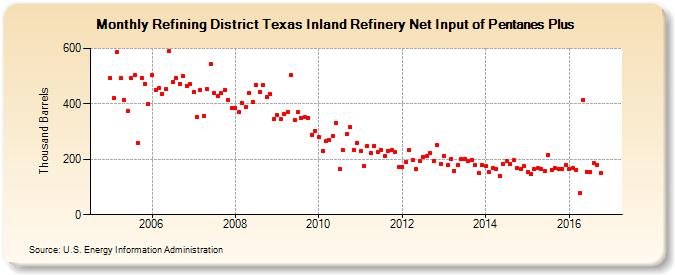 Monthly Refining District Texas Inland Refinery Net Input of Pentanes Plus
Thousand Barrels
600
400
200
0
2006 2008 2010 2012 2014 2016
Source: U.S. Energy Information Administration